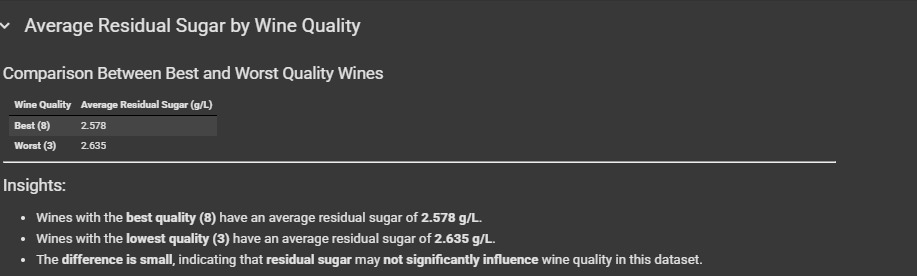 Average Residual Sugar by Wine Quality
Comparison Between Best and Worst Quality Wines
Wine Quality Average Residual Sugar (g/L)
Best (8) 2.578
Worst (3) 2.635
Insights:
• Wines with the best quality (8) have an average residual sugar of 2.578 g/L.
• Wines with the lowest quality (3) have an average residual sugar of 2.635 g/L.
• The difference is small, indicating that residual sugar may not significantly influence wine quality in this dataset.